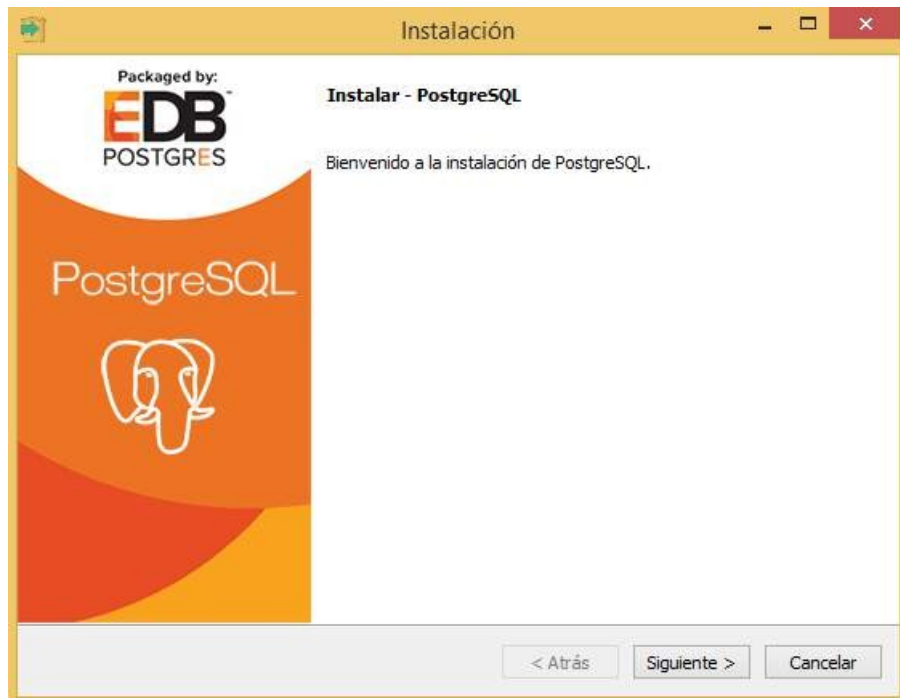 Instalación
Packaged by:
EDB
POSTGRES
PostgreSQL
Instalar - PostgreSQL
Bienvenido a la instalación de PostgreSQL.
< Atrás
Siguiente >
Cancelar